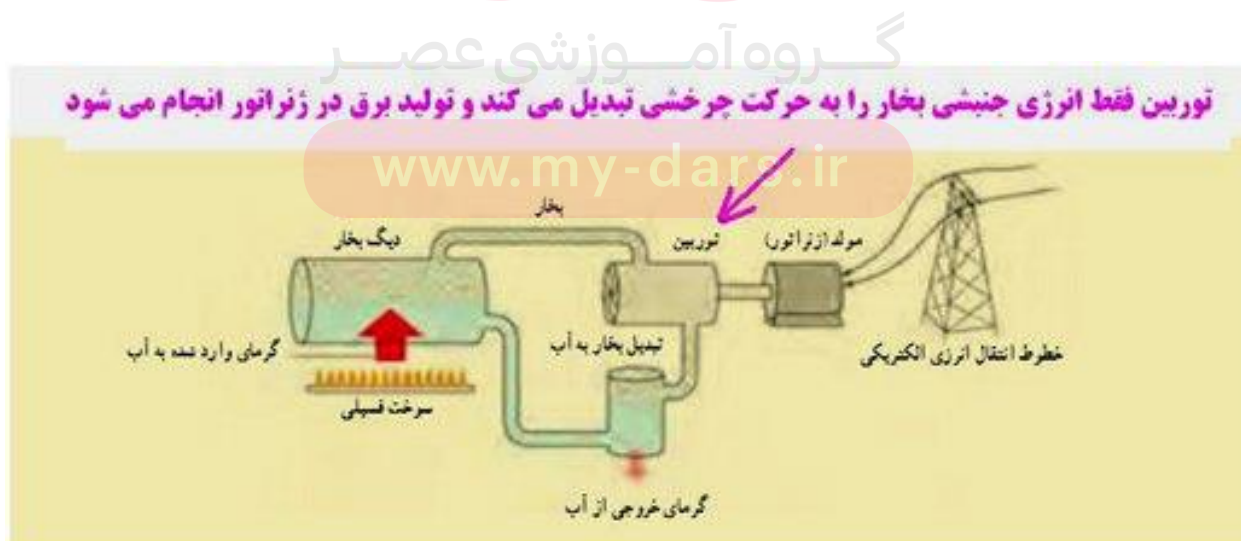 گـــروه آمـــوزشی عصـــر
توربین فقط انرژی جنبشی بخار را به حرکت چرخشی تبدیل می کند و تولید برق در ژنراتور انجام می شود
www.my-dars.ir
بخار
دیگ بخار
توربین
مولد (ژنراتور)
گرمای وارد شده به آب
تبدیل بخار به آب
خطوط انتقال انرژی الکتریکی
سوخت فسیلی
گرمای خروجی از آب